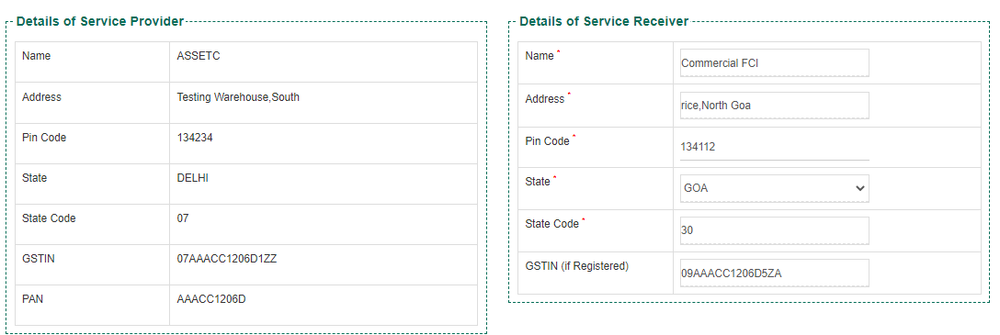 Details of Service Provider
Name ASSETC
Address Testing Warehouse,South
Pin Code 134234
State DELHI
State Code 07
GSTIN 07AAACC1206D1ZZ
PAN AAACC1206D
Details of Service Receiver
Name * Commercial FCI
Address * rice,North Goa
Pin Code * 134112
State * GOA
State Code * 30
GSTIN (if Registered) 09AAACC1206D5ZA